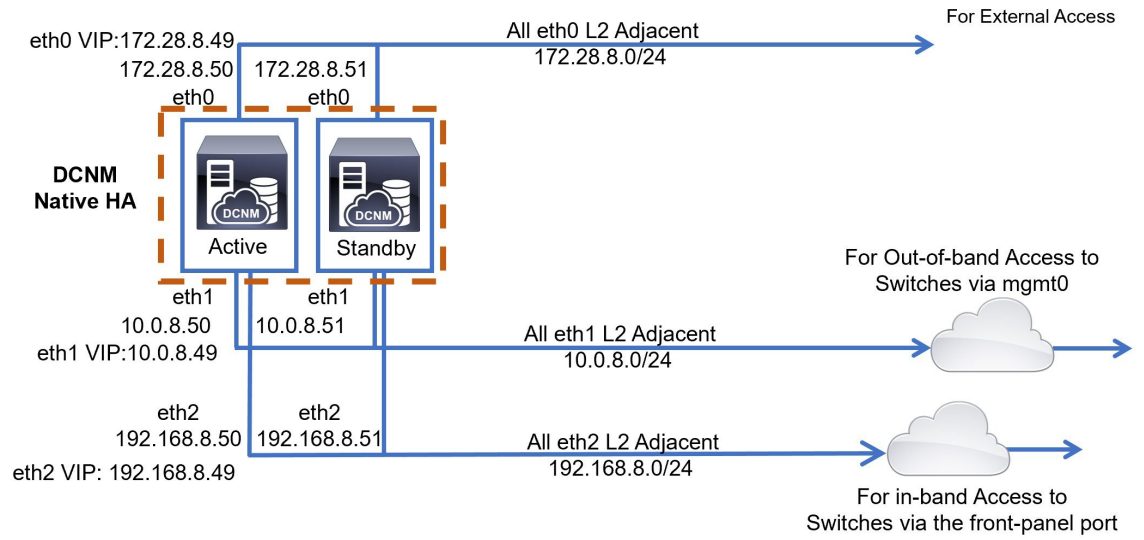 For External Access
eth0 VIP:172.28.8.49
All eth0 L2 Adjacent
172.28.8.0/24
172.28.8.50
172.28.8.51
eth0
eth0
DCNM
Native HA
DCNM
DCNM
Active
Standby
eth1
eth1
10.0.8.50
10.0.8.51
eth1 VIP:10.0.8.49
All eth1 L2 Adjacent
10.0.8.0/24
For Out-of-band Access to
Switches via mgmt0
eth2
eth2
192.168.8.50
192.168.8.51
eth2 VIP: 192.168.8.49
All eth2 L2 Adjacent
192.168.8.0/24
For in-band Access to
Switches via the front-panel port